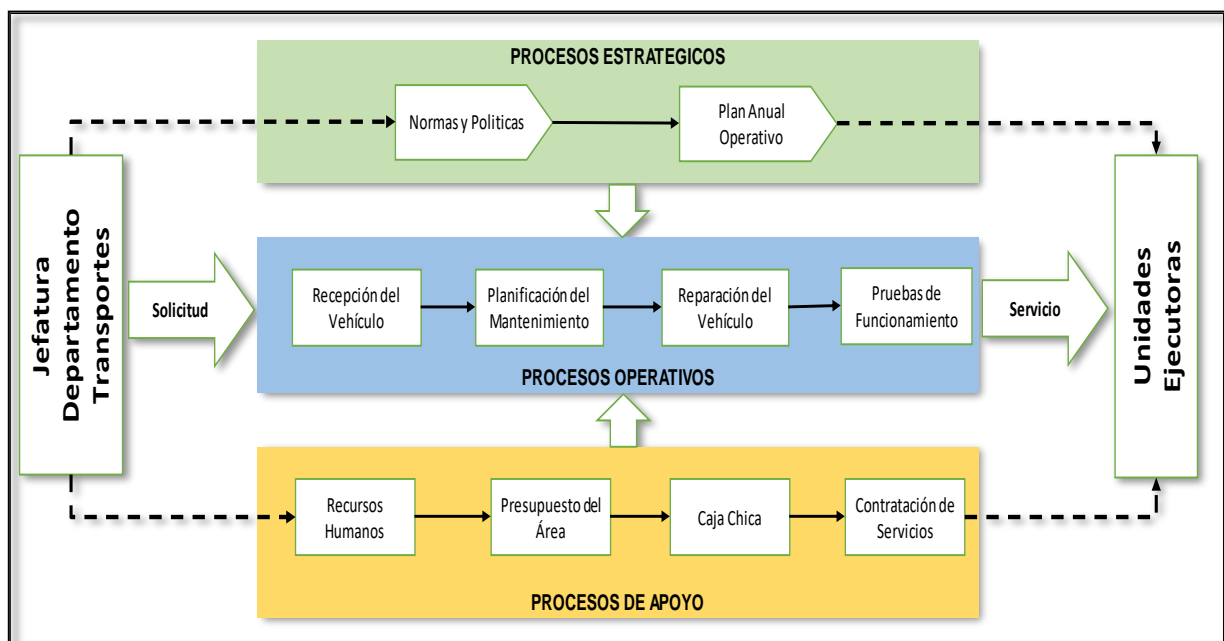 PROCESOS ESTRATEGICOS
Normas y Politicas
Plan Anual
Operativo
Jefatura
Departamento
Transportes
Solicitud
Recepción del
Vehículo
Planificación del
Mantenimiento
Reparación del
Vehículo
Pruebas de
Funcionamiento
PROCESOS OPERATIVOS
Servicio
Unidades
Ejecutoras
Recursos
Humanos
Presupuesto del
Área
Caja Chica
Contratación de
Servicios
PROCESOS DE APOYO